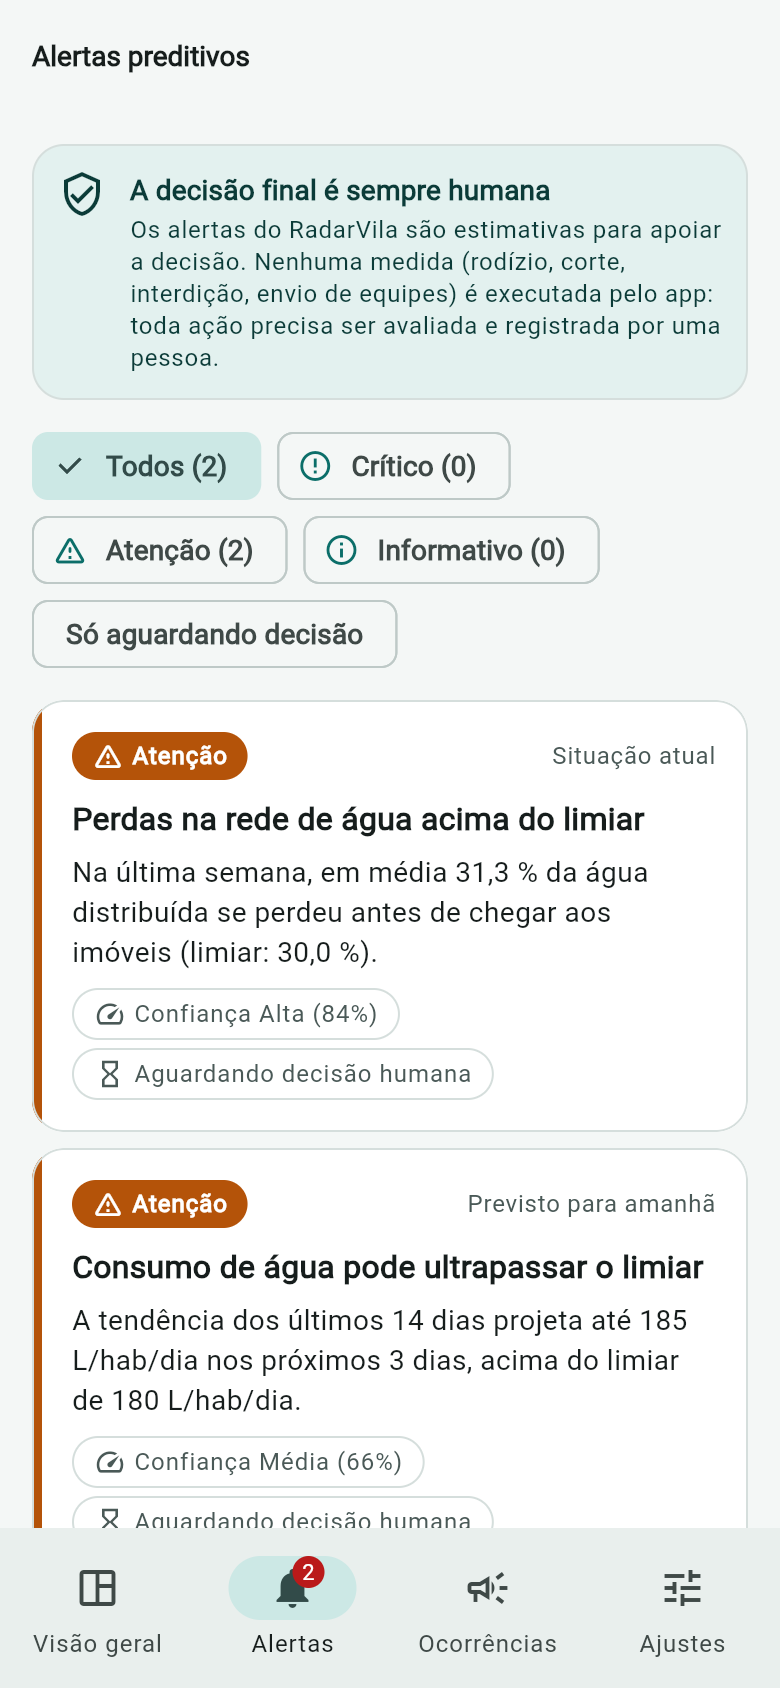 Alertas preditivos
A decisão final é sempre humana
Os alertas do RadarVila são estimativas para apoiar
a decisão. Nenhuma medida (rodízio, corte,
interdição, envio de equipes) é executada pelo app:
toda ação precisa ser avaliada e registrada por uma
pessoa.
Todos (2)
Crítico (0)
Atenção (2)
Informativo (0)
Só aguardando decisão
Atenção
Situação atual
Perdas na rede de água acima do limiar
Na última semana, em média 31,3 % da água
distribuída se perdeu antes de chegar aos
imóveis (limiar: 30,0 %).
Confiança Alta (84%)
Aguardando decisão humana
Atenção
Previsto para amanhã
Consumo de água pode ultrapassar o limiar
A tendência dos últimos 14 dias projeta até 185
L/hab/dia nos próximos 3 dias, acima do limiar
de 180 L/hab/dia.
Confiança Média (66%)
Aguardando decisão humana
2
Visão geral
Alertas
Ocorrências
Ajustes